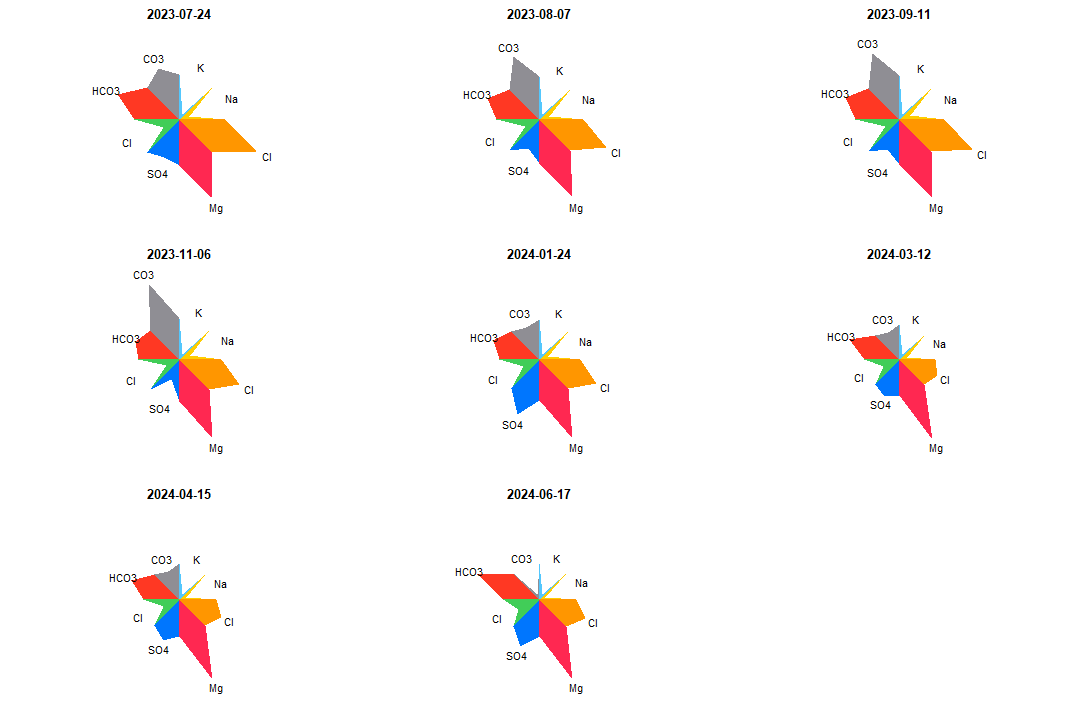 2023-07-24
2023-08-07
2023-09-11
CO3
K
HCO3
Na
Cl
Cl
SO4
Mg
CO3
K
HCO3
Na
Cl
Cl
SO4
Mg
CO3
K
HCO3
Na
Cl
Cl
SO4
Mg
2023-11-06
2024-01-24
2024-03-12
CO3
K
HCO3
Na
Cl
Cl
SO4
Mg
CO3
K
HCO3
Na
Cl
Cl
SO4
Mg
CO3
K
HCO3
Na
Cl
Cl
SO4
Mg
2024-04-15
2024-06-17
CO3
K
HCO3
Na
Cl
Cl
SO4
Mg
CO3
K
HCO3
Na
Cl
Cl
SO4
Mg